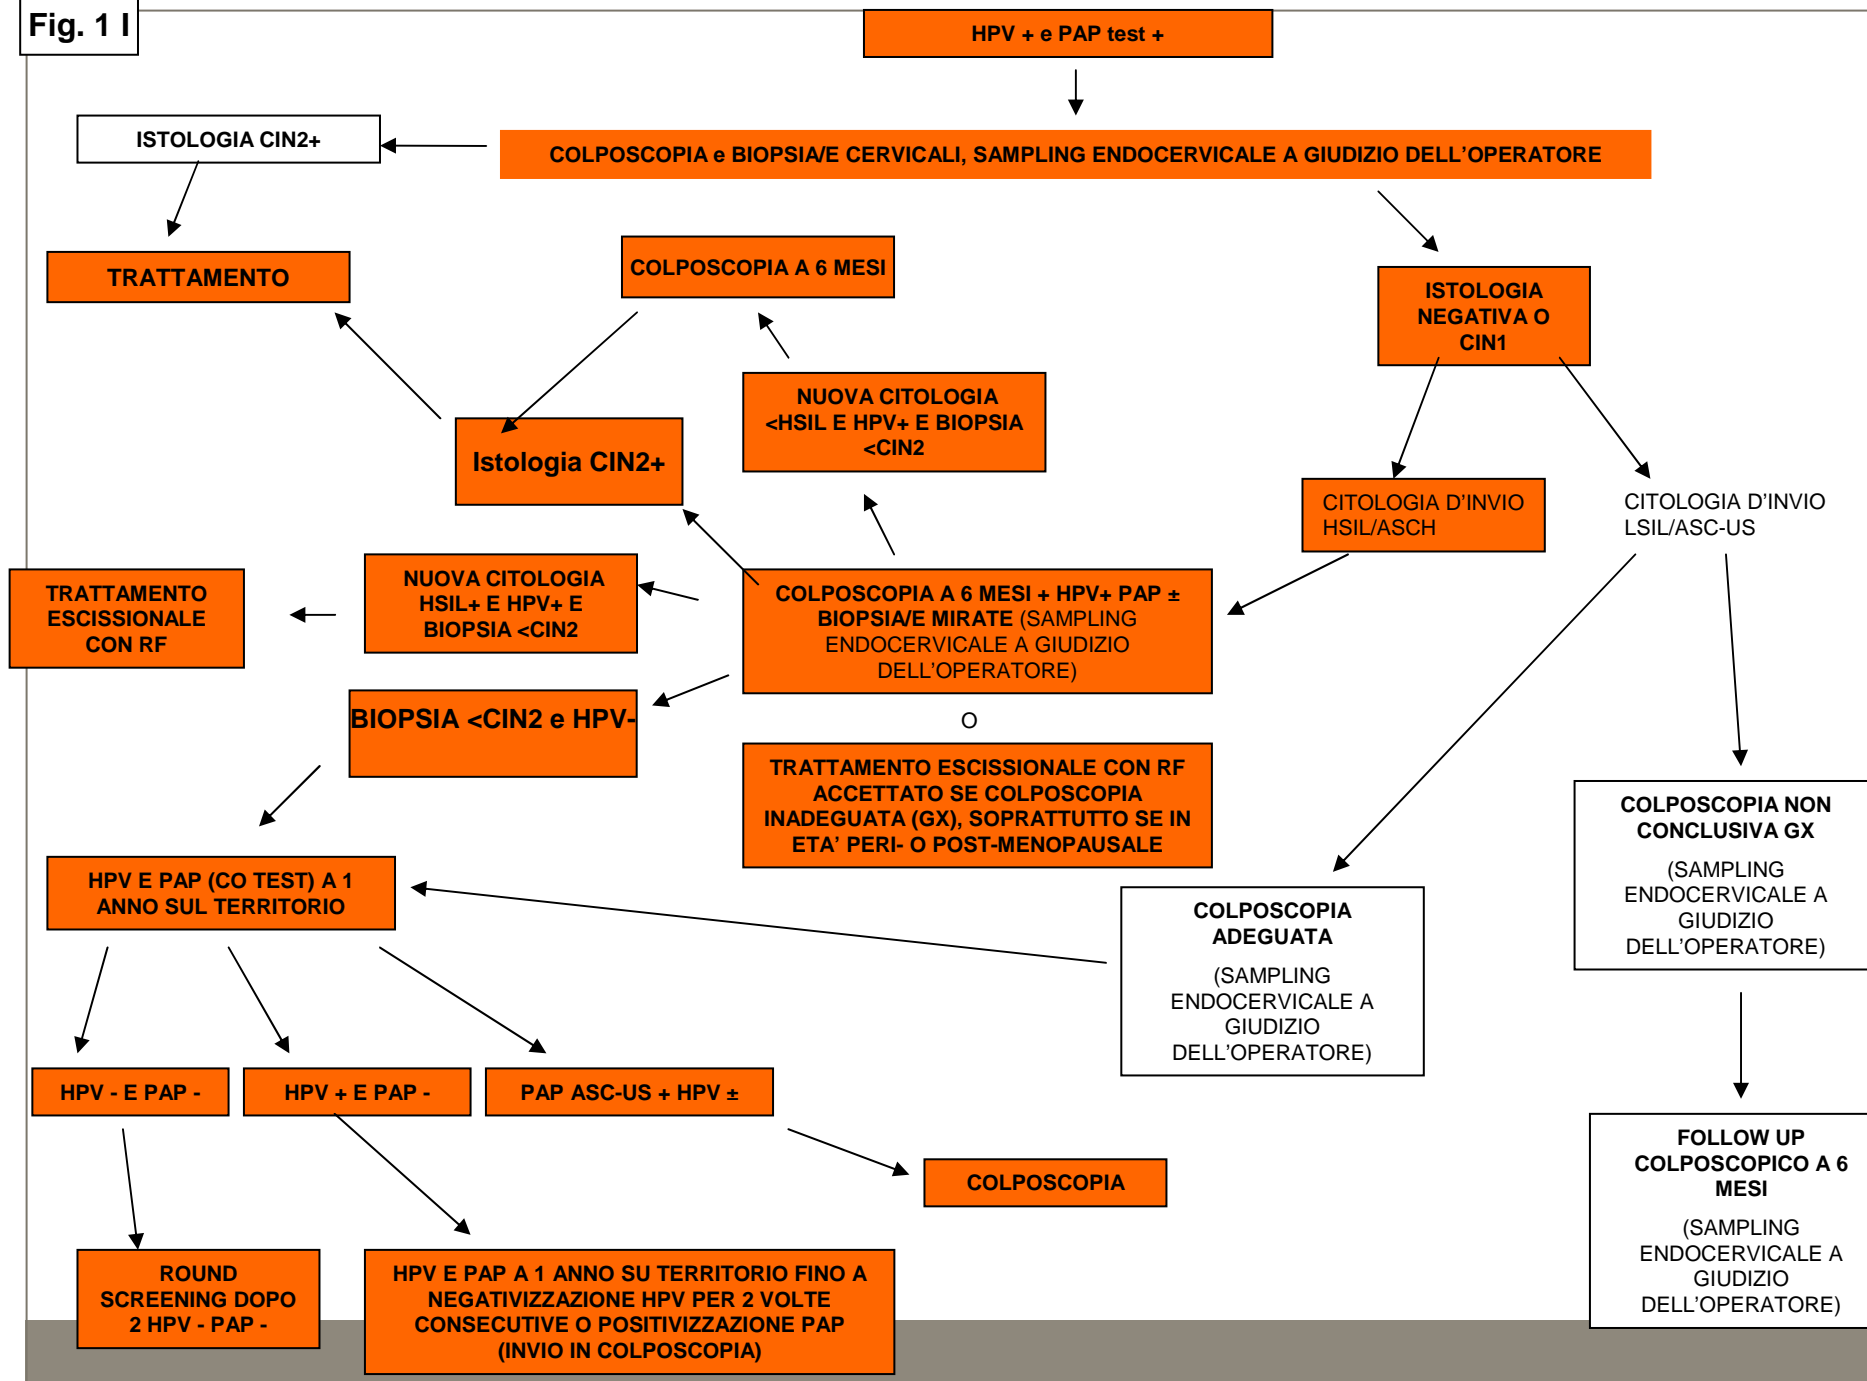 Fig. 1 I
HPV + e PAP test +
ISTOLOGIA CIN2+
COLPOSCOPIA e BIOPSIA/E CERVICALI, SAMPLING ENDOCERVICALE A GIUDIZIO DELL'OPERATORE
TRATTAMENTO
COLPOSCOPIA A 6 MESI
ISTOLOGIA
NEGATIVA O
CIN1
NUOVA CITOLOGIA
<HSIL E HPV+ E BIOPSIA
<CIN2
Istologia CIN2+
CITOLOGIA D'INVIO
HSIL/ASCH
CITOLOGIA D'INVIO
LSIL/ASC-US
TRATTAMENTO
ESCISSIONALE
CON RF
NUOVA CITOLOGIA
HSIL+ E HPV+ E
BIOPSIA <CIN2
COLPOSCOPIA A 6 MESI + HPV+ PAP ±
BIOPSIA/E MIRATE (SAMPLING
ENDOCERVICALE A GIUDIZIO
DELL'OPERATORE)
BIOPSIA <CIN2 e HPV-
O
TRATTAMENTO ESCISSIONALE CON RF
ACCETTATO SE COLPOSCOPIA
INADEGUATA (GX), SOPRATTUTTO SE IN
ETA' PERI- O POST-MENOPAUSALE
COLPOSCOPIA NON
CONCLUSIVA GX
(SAMPLING
ENDOCERVICALE A
GIUDIZIO
DELL'OPERATORE)
HPV E PAP (CO TEST) A 1
ANNO SUL TERRITORIO
COLPOSCOPIA
ADEGUATA
(SAMPLING
ENDOCERVICALE A
GIUDIZIO
DELL'OPERATORE)
HPV - E PAP -
HPV + E PAP -
PAP ASC-US + HPV ±
COLPOSCOPIA
FOLLOW UP
COLPOSCOPICO A 6
MESI
(SAMPLING
ENDOCERVICALE A
GIUDIZIO
DELL'OPERATORE)
ROUND
SCREENING DOPO
2 HPV - PAP -
HPV E PAP A 1 ANNO SU TERRITORIO FINO A
NEGATIVIZZAZIONE HPV PER 2 VOLTE
CONSECUTIVE O POSITIVIZZAZIONE PAP
(INVIO IN COLPOSCOPIA)